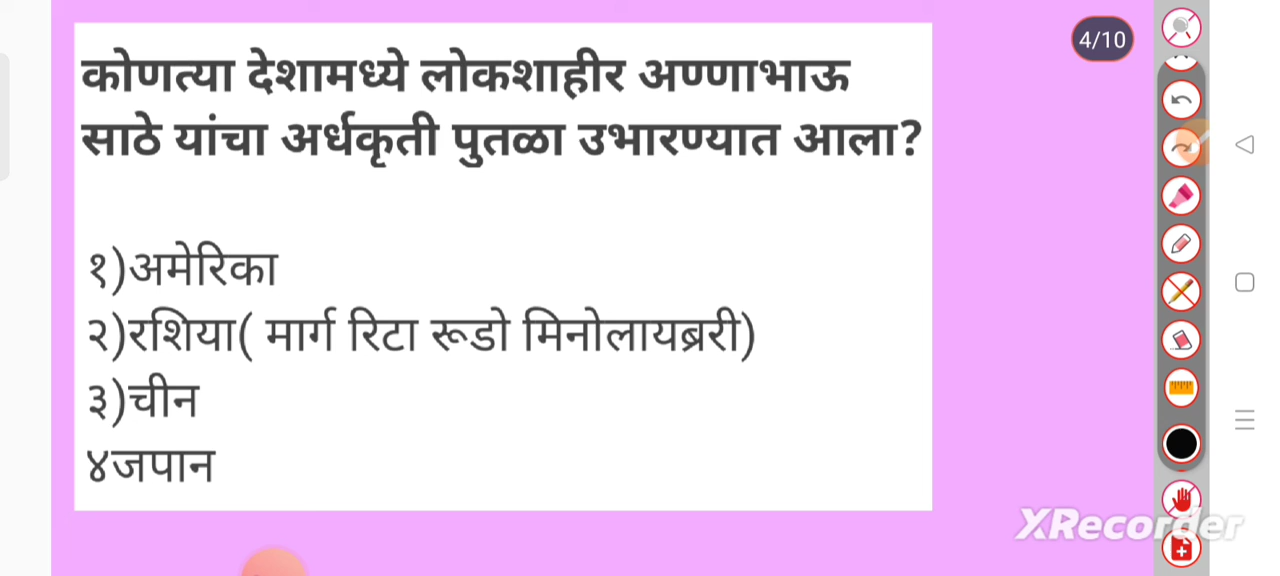 कोणत्या देशामध्ये लोकशाहीर अण्णाभाऊ
साठे यांचा अर्धकृती पुतळा उभारण्यात आला?
4/10
१)अमेरिका
२)रशिया( मार्ग रिटा रूडो मिनोलायब्ररी)
३)चीन
४जपान
XRecorder